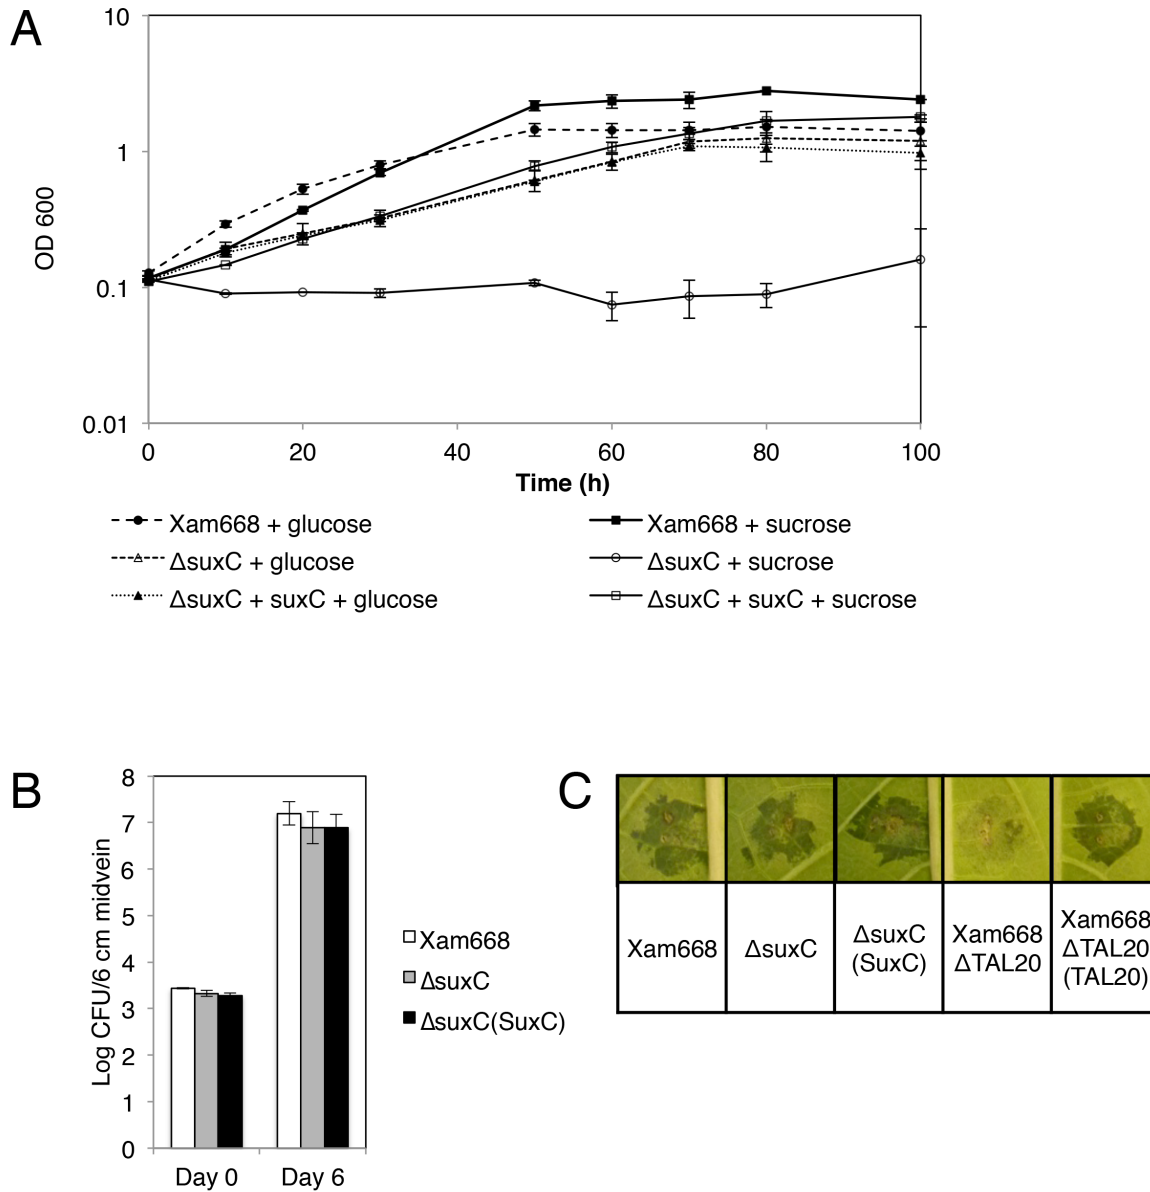 A
10
1
0.1
0.01
OD 600
0 20 40 60 80 100
Time (h)
Xam668 + glucose
Xam668 + sucrose
ΔsuxC + glucose
ΔsuxC + sucrose
ΔsuxC + suxC + glucose
ΔsuxC + suxC + sucrose
B
8
7
6
5
4
3
2
1
0
Log CFU/6 cm midvein
Day 0 Day 6
Xam668
ΔsuxC
ΔsuxC(SuxC)
C
Xam668
ΔsuxC
ΔsuxC
(SuxC)
Xam668
ΔTAL20
Xam668
ΔTAL20
(TAL20)